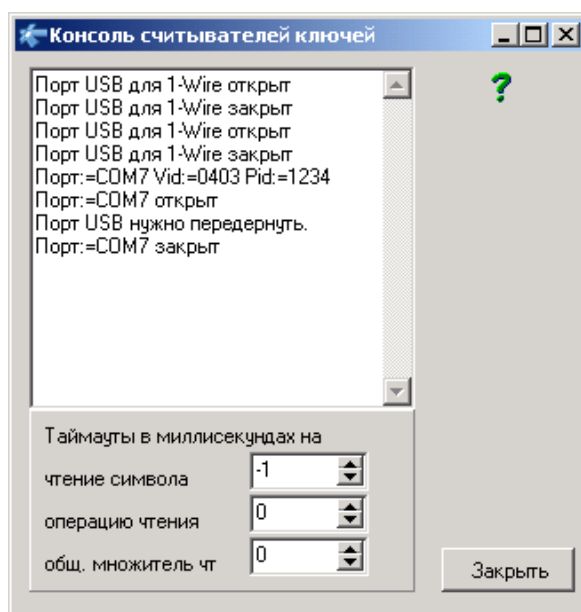 Консоль считывателей ключей
Порт USB для 1-Wire открыт
Порт USB для 1-Wire закрыт
Порт USB для 1-Wire открыт
Порт USB для 1-Wire закрыт
Порт:=COM7 Vid:=0403 Pid:=1234
Порт:=COM7 открыт
Порт USB нужно передернуть.
Порт:=COM7 закрыт
?
Таймауты в миллисекундах на
чтение символа -1
операцию чтения 0
общ. множитель чт 0
Закрыть